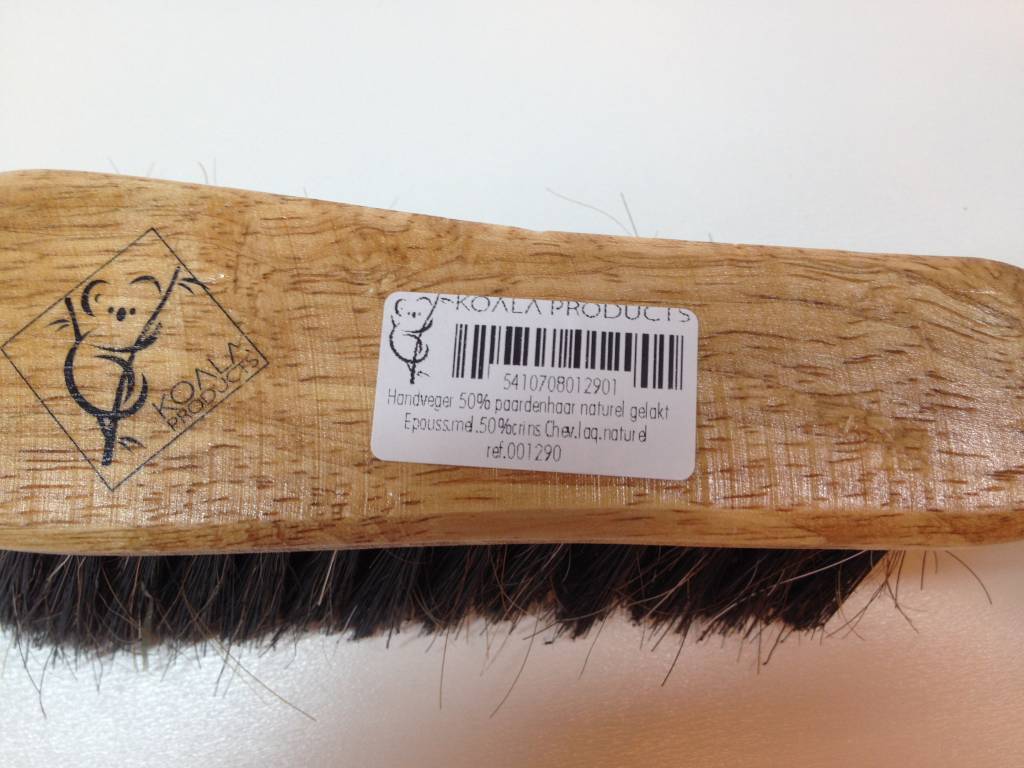 KOALA
PRODUCTS
KOALA PRODUCTS
5410708012901
Handveger 50% paardenhaar naturel gelakt
Epouss.mel.50%crins Chev.laq.naturel
ref.001290